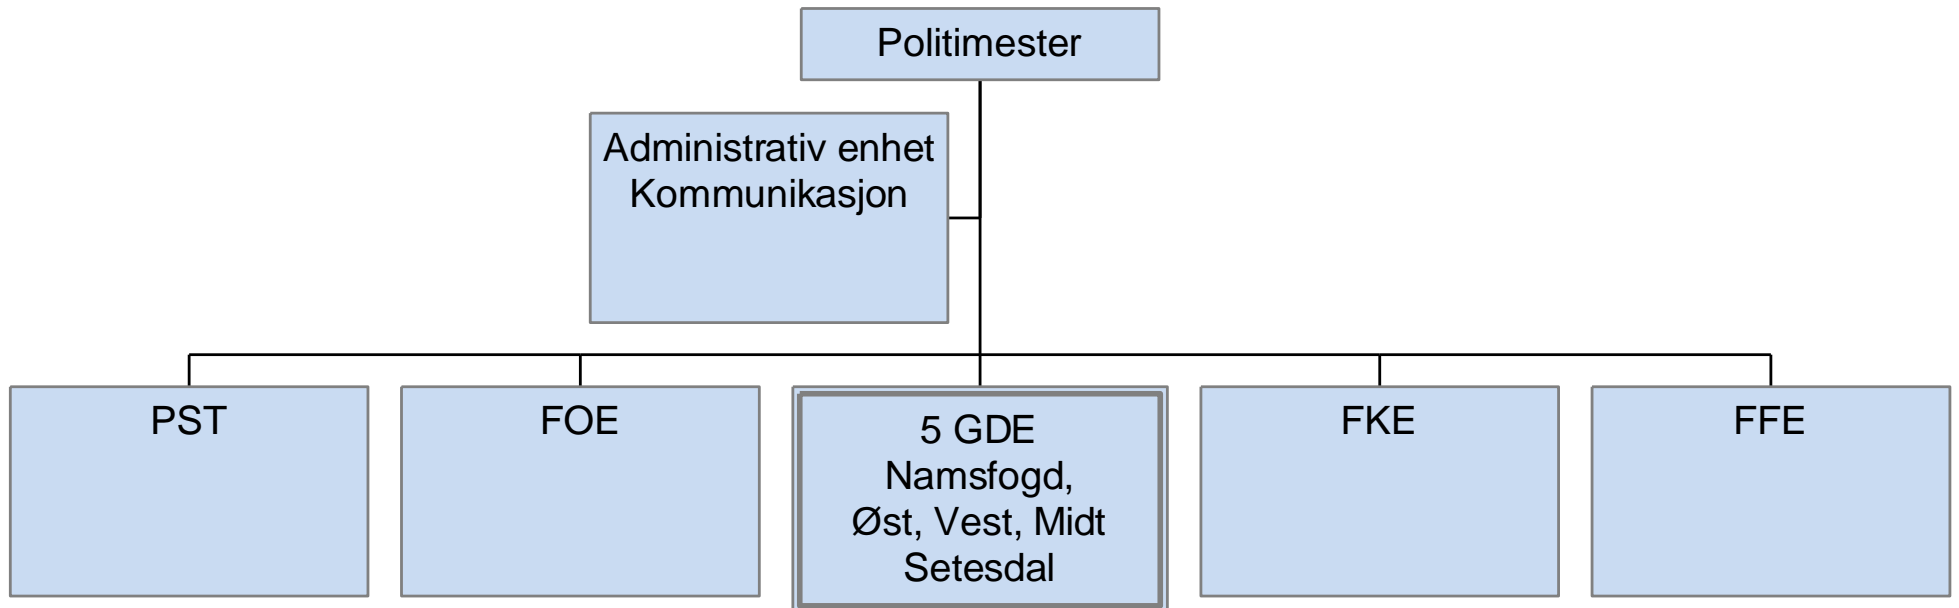 Politimester
Administrativ enhet
Kommunikasjon
PST
FOE
5 GDE
Namsfogd,
Øst, Vest, Midt
Setesdal
FKE
FFE